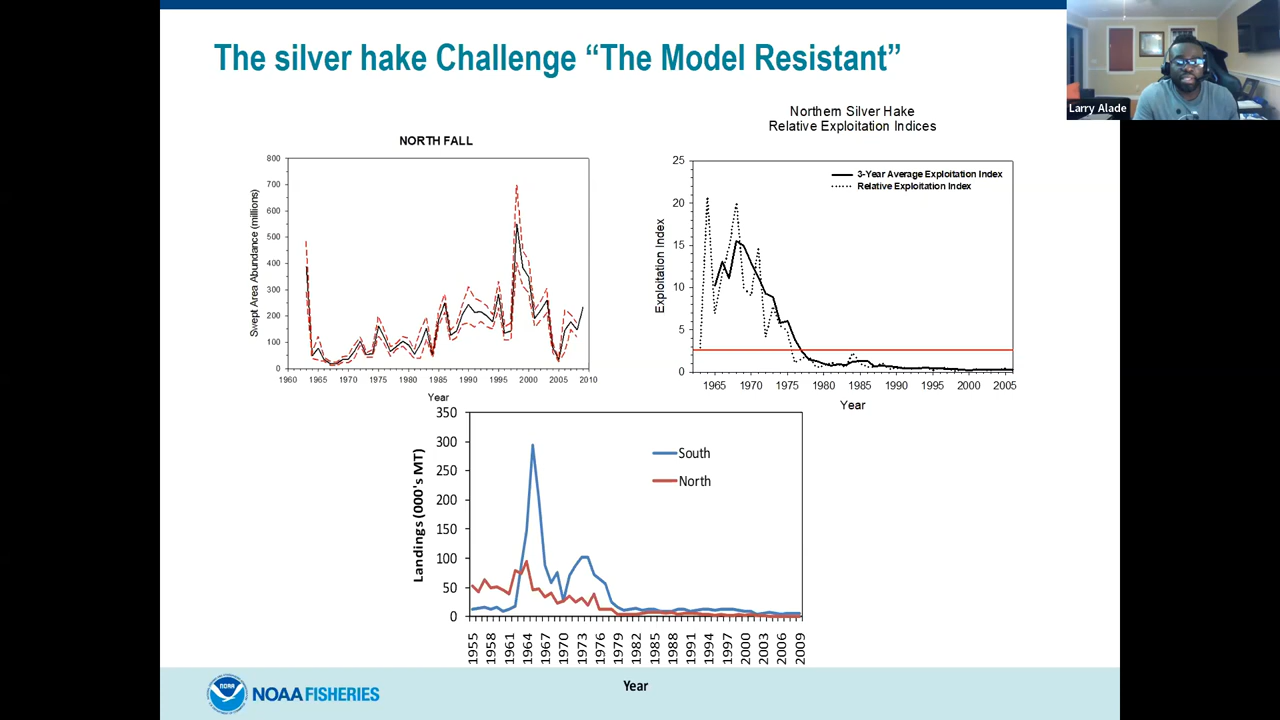 The silver hake Challenge “The Model Resistant”
Larry Alade
NORTH FALL
Swept Area Abundance (millions)
800
700
600
500
400
300
200
100
0
1960 1965 1970 1975 1980 1985 1990 1995 2000 2005 2010
Year
Northern Silver Hake
Relative Exploitation Indices
3-Year Average Exploitation Index
Relative Exploitation Index
Exploitation Index
25
20
15
10
5
0
1965 1970 1975 1980 1985 1990 1995 2000 2005
Year
Landings (000's MT)
350
300
250
200
150
100
50
0
South
North
1955 1958 1961 1964 1967 1970 1973 1976 1979 1982 1985 1988 1991 1994 1997 2000 2003 2006 2009
Year
NOAA
NOAA FISHERIES